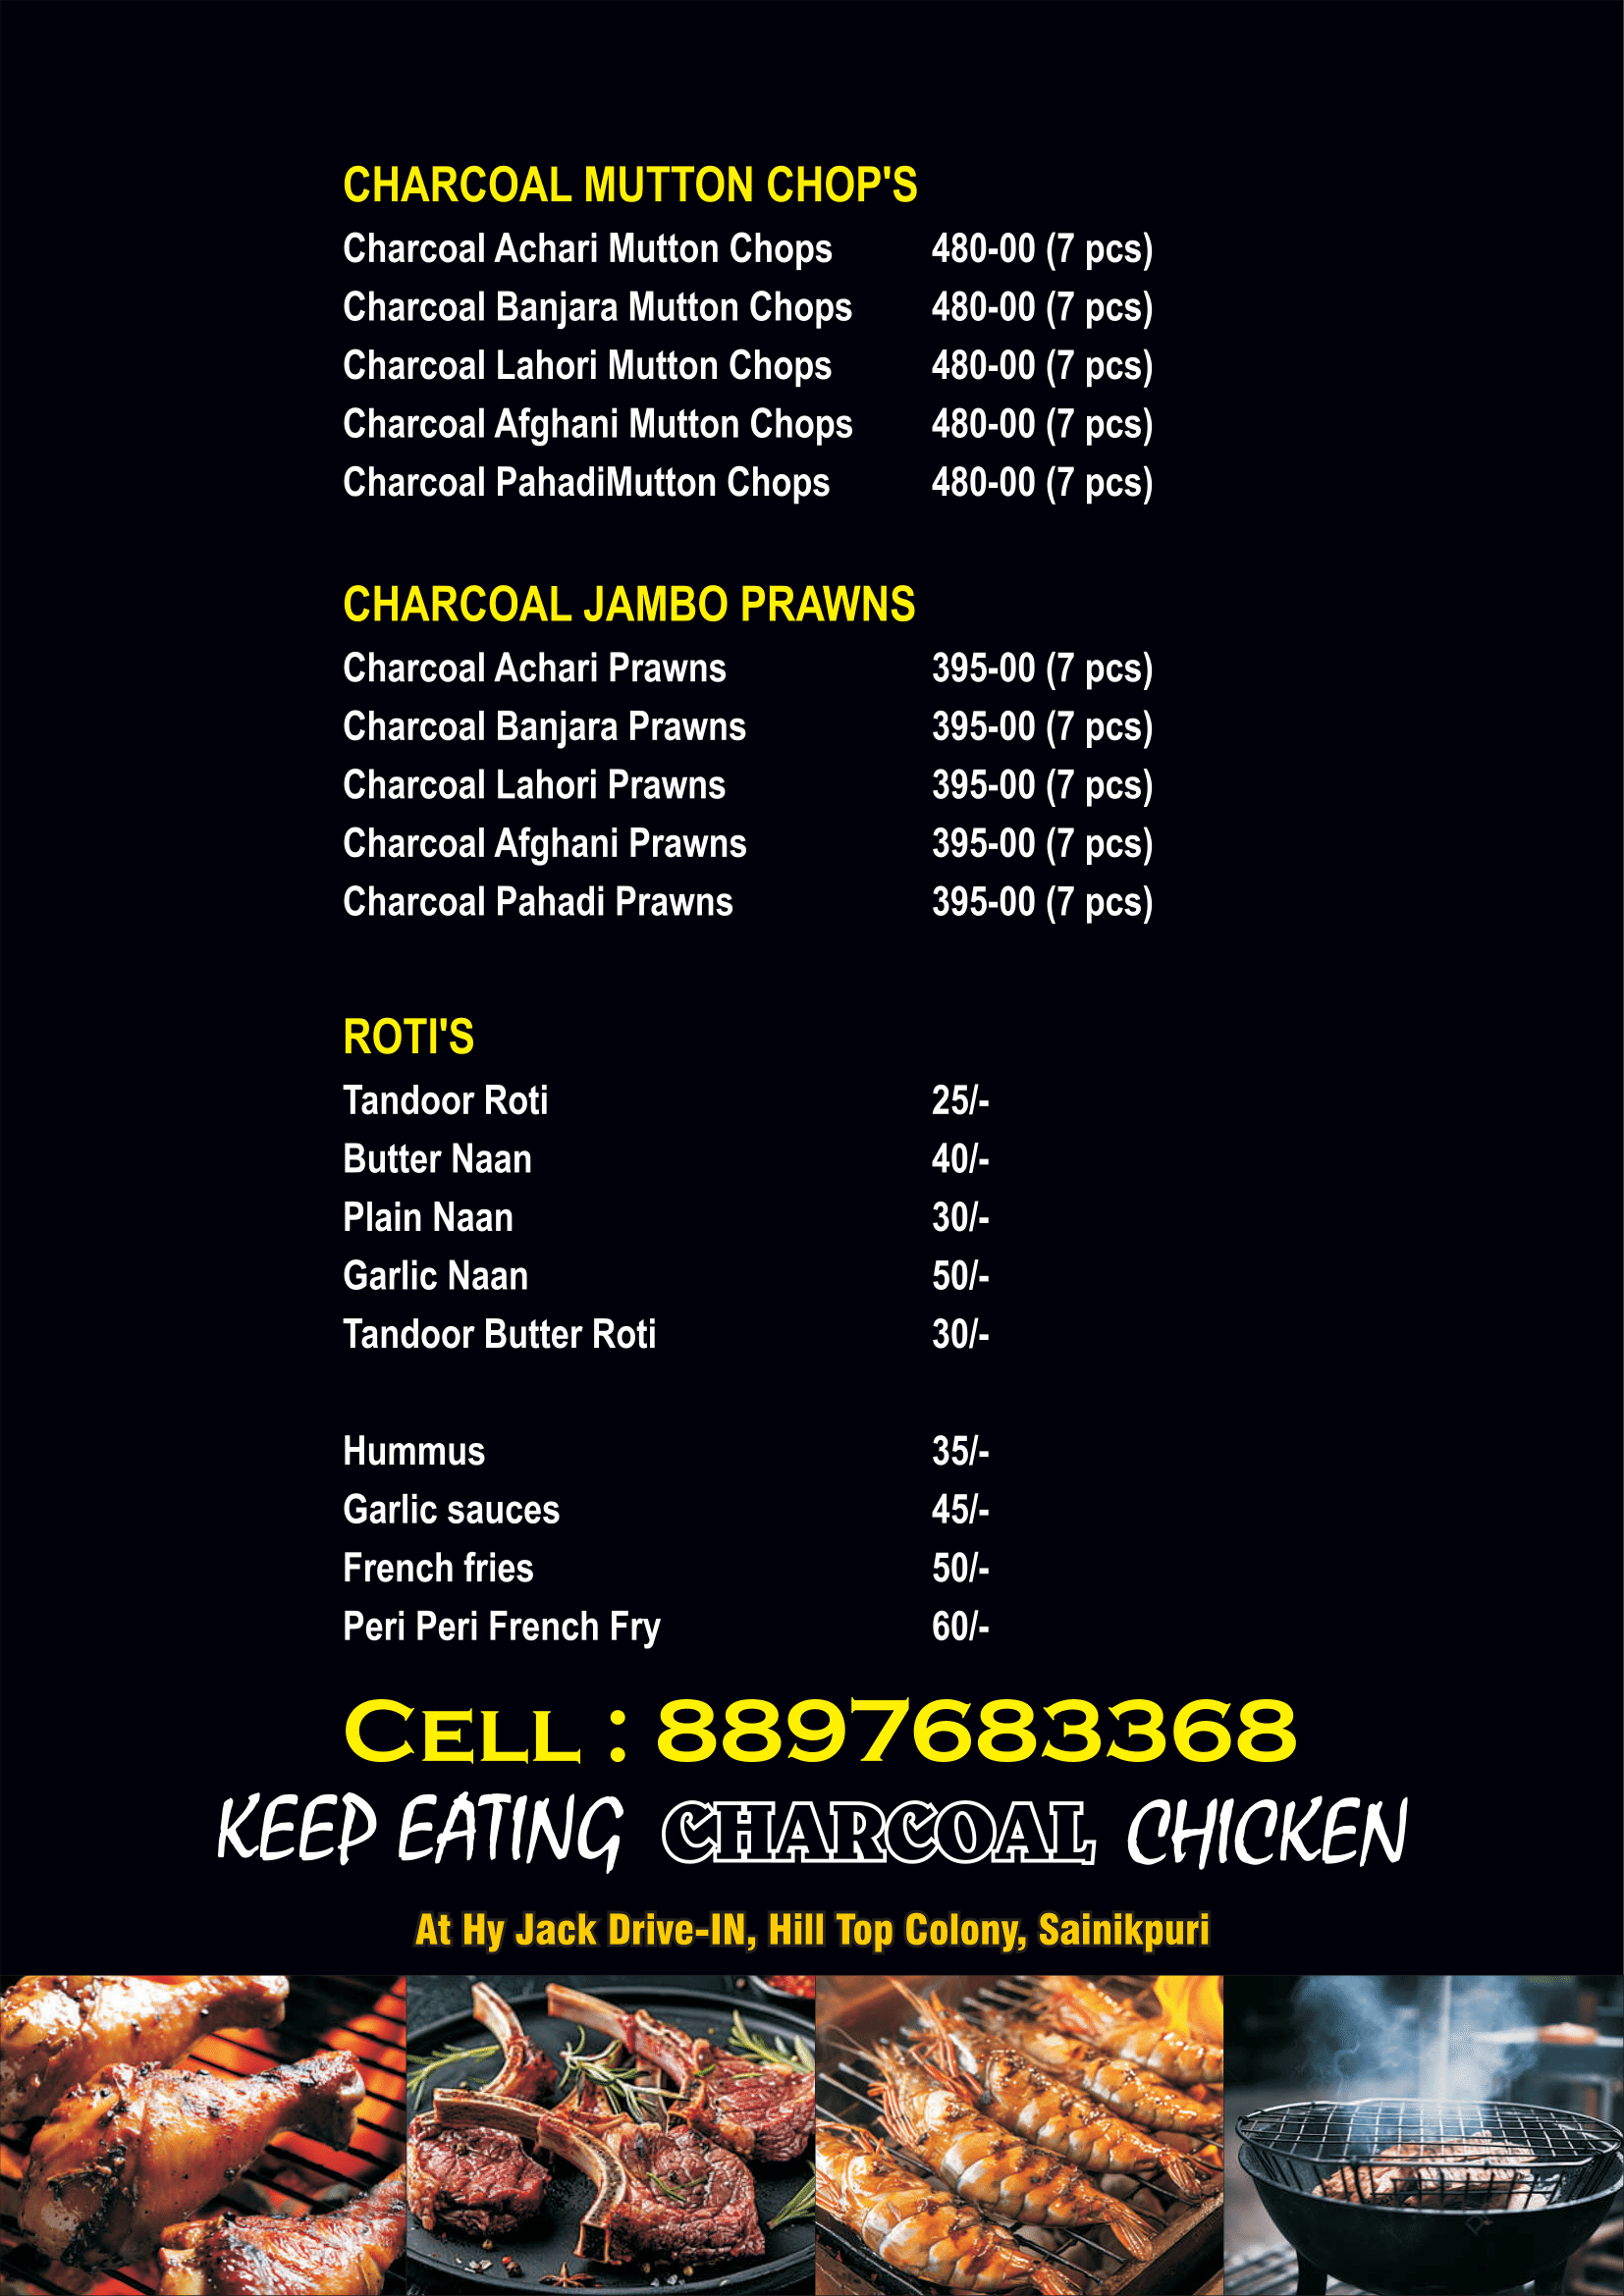 CHARCOAL MUTTON CHOP'S
Charcoal Achari Mutton Chops 480-00 (7 pcs)
Charcoal Banjara Mutton Chops 480-00 (7 pcs)
Charcoal Lahori Mutton Chops 480-00 (7 pcs)
Charcoal Afghani Mutton Chops 480-00 (7 pcs)
Charcoal PahadiMutton Chops 480-00 (7 pcs)
CHARCOAL JAMBO PRAWNS
Charcoal Achari Prawns 395-00 (7 pcs)
Charcoal Banjara Prawns 395-00 (7 pcs)
Charcoal Lahori Prawns 395-00 (7 pcs)
Charcoal Afghani Prawns 395-00 (7 pcs)
Charcoal Pahadi Prawns 395-00 (7 pcs)
ROTI'S
Tandoor Roti 25/-
Butter Naan 40/-
Plain Naan 30/-
Garlic Naan 50/-
Tandoor Butter Roti 30/-
Hummus 35/-
Garlic sauces 45/-
French fries 50/-
Peri Peri French Fry 60/-
CELL : 8897683368
KEEP EATING CHARCOAL CHICKEN
At Hy Jack Drive-IN, Hill Top Colony, Sainikpuri